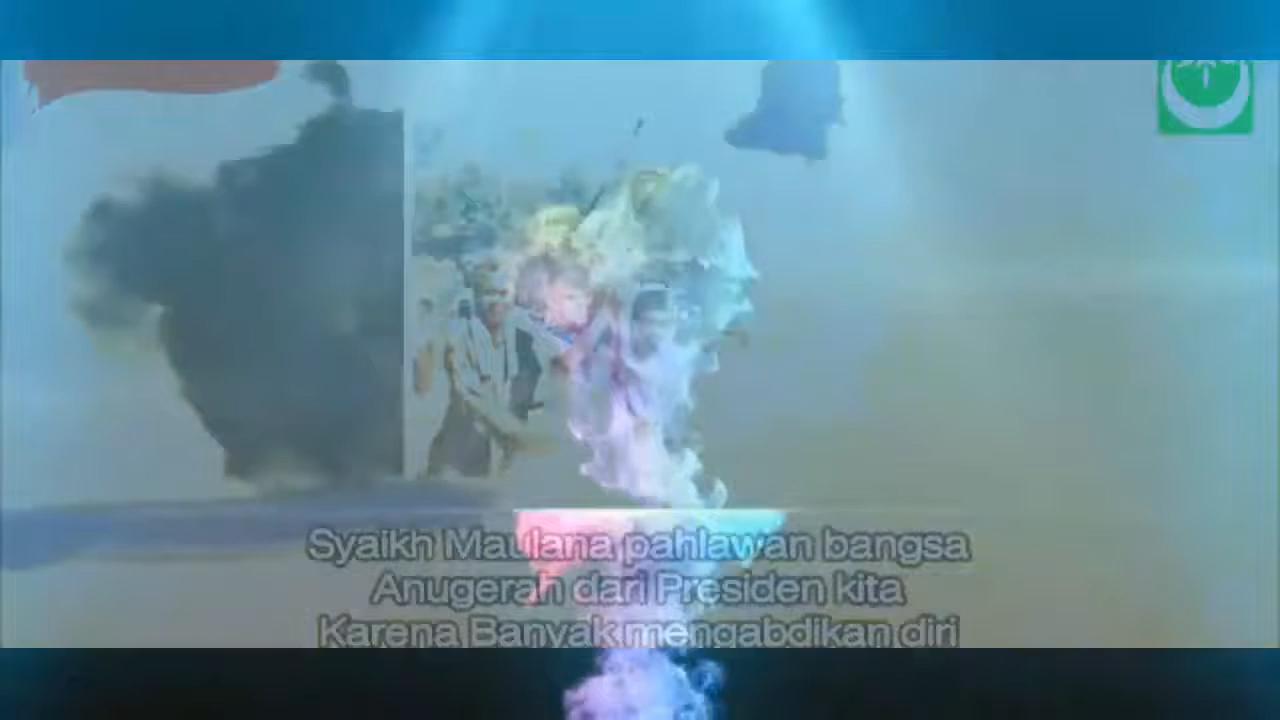 Syaikh Maulana pahlawan bangsa
Anugerah dari Presiden kita
Karena Banyak mengabdikan diri